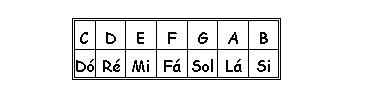 C D E F G A B
Dó Ré Mi Fá Sol Lá Si